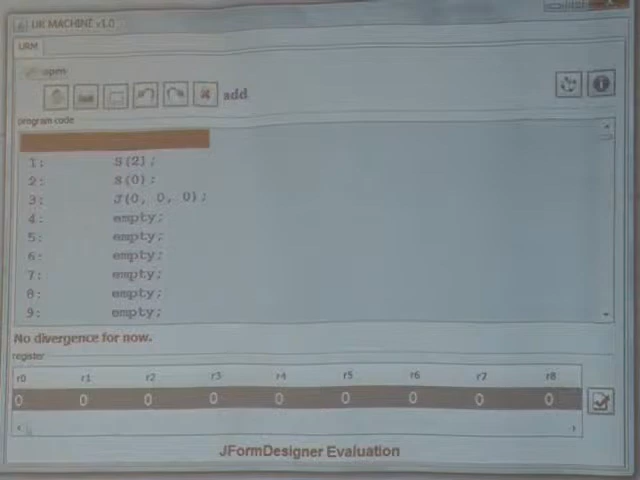 UR MACHINE v1.0
URM
open
add
program code
1: S(2);
2: S(0);
3: J(0, 0, 0);
4: empty;
5: empty;
6: empty;
7: empty;
8: empty;
9: empty;
No divergence for now.
register
r0 r1 r2 r3 r4 r5 r6 r7 r8
0 0 0 0 0 0 0 0 0
JFormDesigner Evaluation